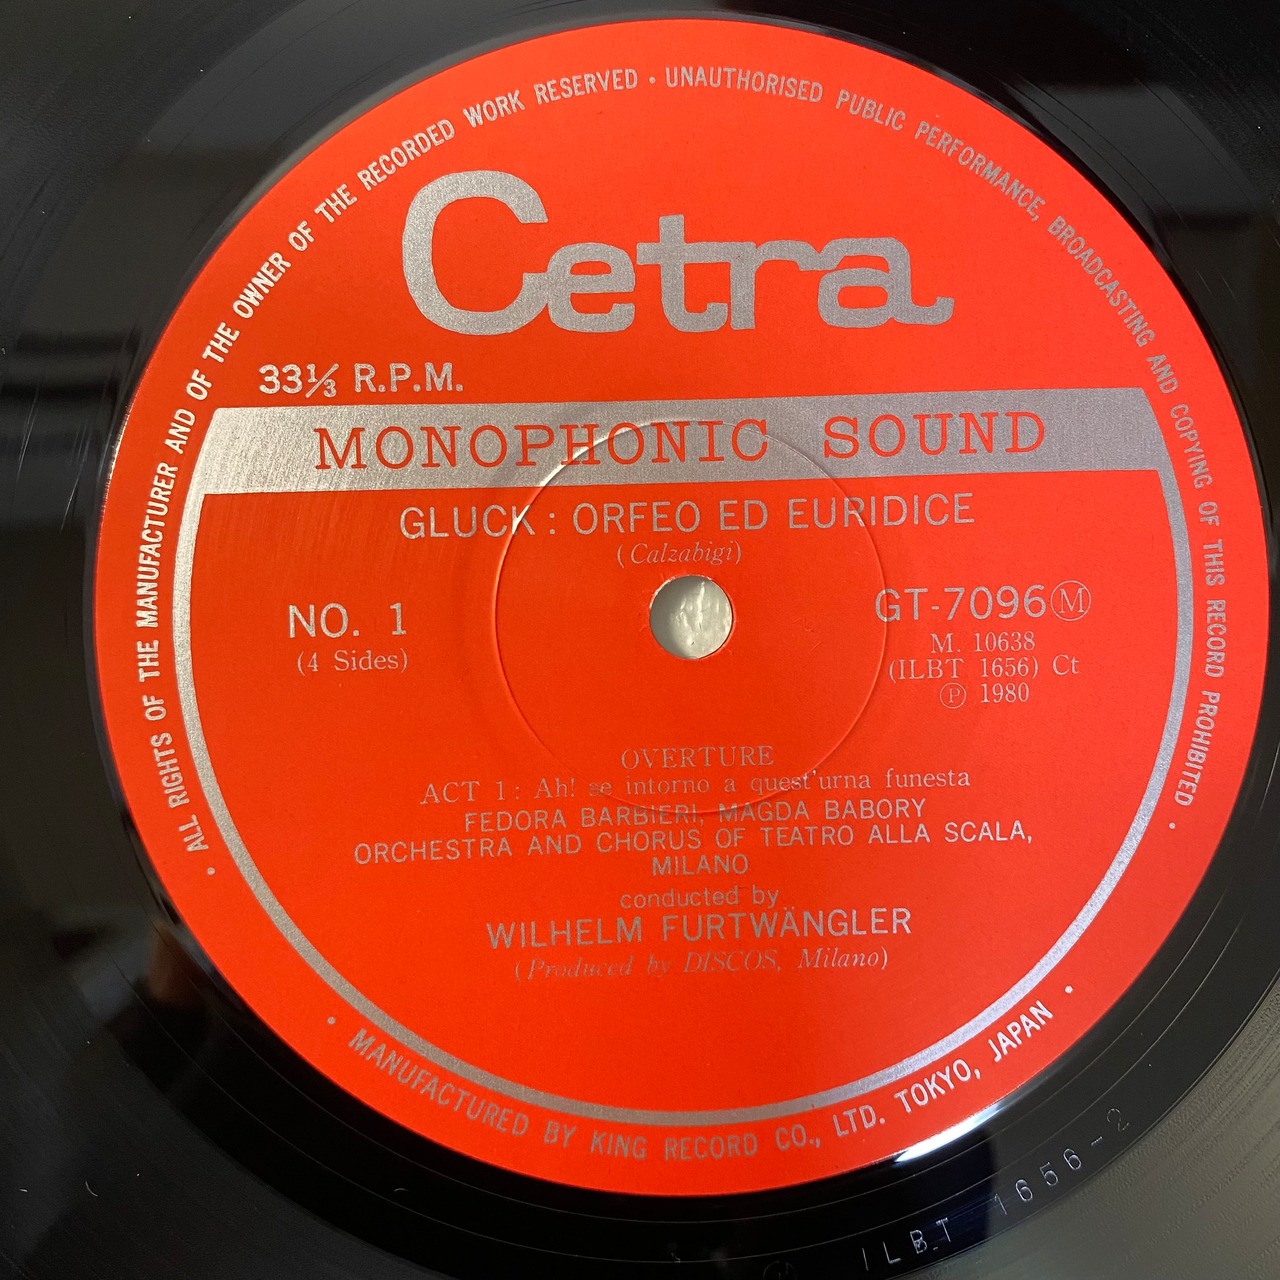 ALL RIGHTS OF THE MANUFACTURER AND OF THE OWNER OF THE RECORDED WORK RESERVED • UNAUTHORISED PUBLIC PERFORMANCE, BROADCASTING AND COPYING OF THIS RECORD PROHIBITED •
Cetra
33⅓ R.P.M.
MONOPHONIC SOUND
GLUCK: ORFEO ED EURIDICE
(Calzabigi)
NO. 1
(4 Sides)
GT-7096Ⓜ
M. 10638
(ILBT 1656) Ct
Ⓟ 1980
OVERTURE
ACT 1: Ah! se intorno a quest'urna funesta
FEDORA BARBIERI, MAGDA BABORY
ORCHESTRA AND CHORUS OF TEATRO ALLA SCALA,
MILANO
conducted by
WILHELM FURTWÄNGLER
(Produced by DISCOS, Milano)
• MANUFACTURED BY KING RECORD CO., LTD. TOKYO, JAPAN •
ILBT 1656-2